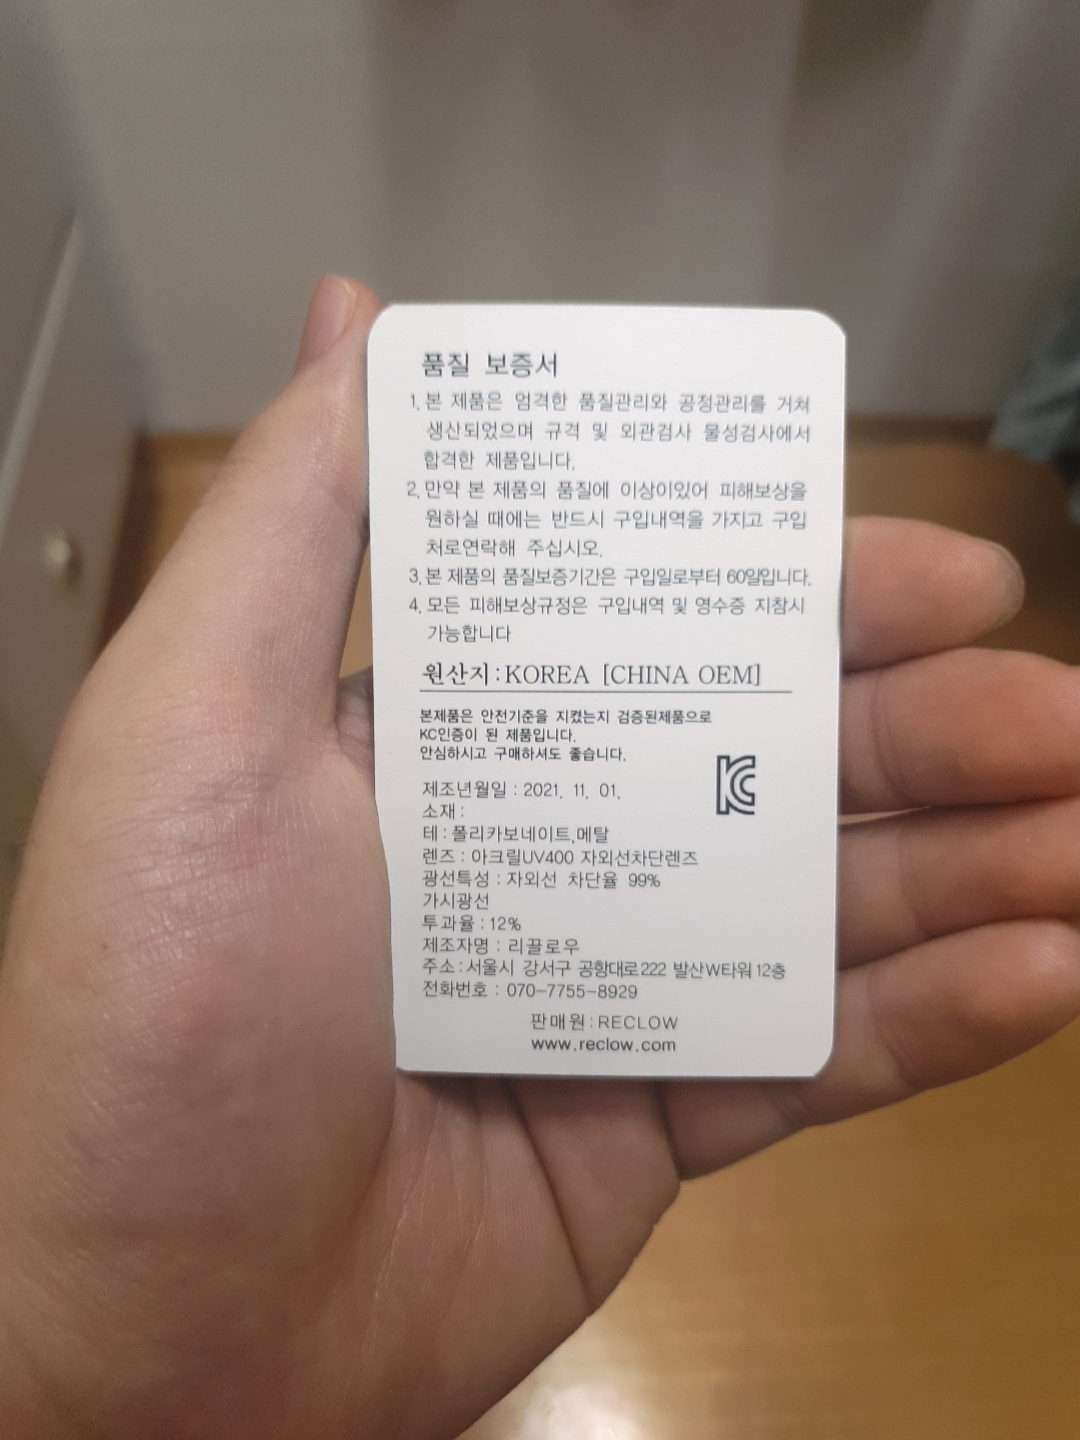 품질 보증서
1. 본 제품은 엄격한 품질관리와 공정관리를 거쳐
생산되었으며 규격 및 외관검사 물성검사에서
합격한 제품입니다.
2. 만약 본 제품의 품질에 이상이있어 피해보상을
원하실 때에는 반드시 구입내역을 가지고 구입
처로연락해 주십시오.
3. 본 제품의 품질보증기간은 구입일로부터 60일입니다.
4. 모든 피해보상규정은 구입내역 및 영수증 지참시
가능합니다
원산지 : KOREA [CHINA OEM]
본제품은 안전기준을 지켰는지 검증된제품으로
KC인증이 된 제품입니다.
안심하시고 구매하셔도 좋습니다.
KC
제조년월일 : 2021. 11. 01.
소재 :
테 : 폴리카보네이트,메탈
렌즈 : 아크릴UV400 자외선차단렌즈
광선특성 : 자외선 차단율 99%
가시광선
투과율 : 12%
제조자명 : 리끌로우
주소 : 서울시 강서구 공항대로222 발산W타워 12층
전화번호 : 070-7755-8929
판매원 : RECLOW
www.reclow.com